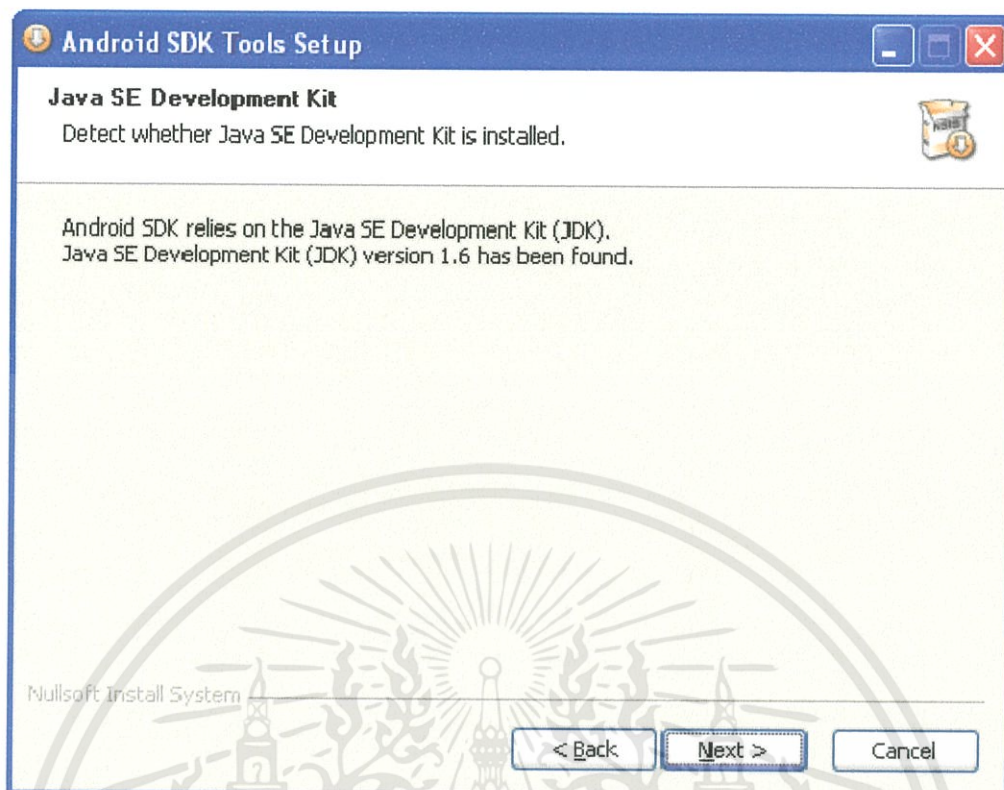 Android SDK Tools Setup
Java SE Development Kit
Detect whether Java SE Development Kit is installed.
Android SDK relies on the Java SE Development Kit (JDK).
Java SE Development Kit (JDK) version 1.6 has been found.
Nullsoft Install System
< Back
Next >
Cancel